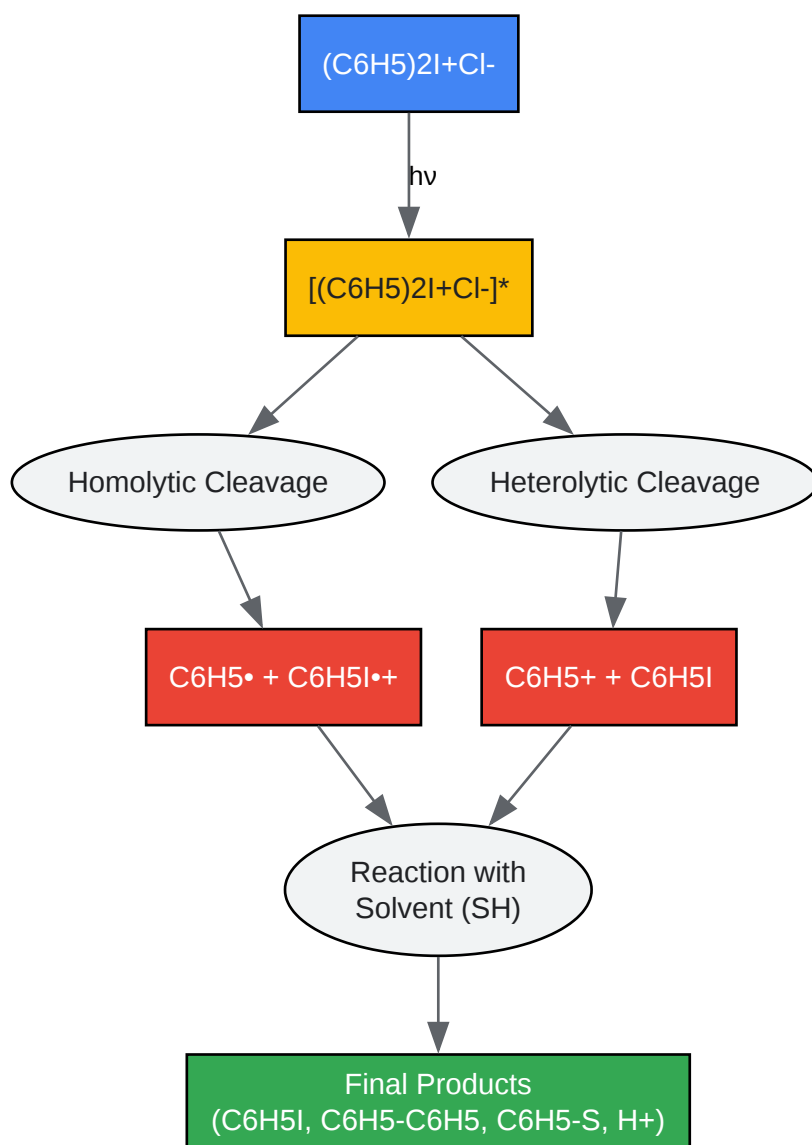 (C6H5)2I+Cl-
hν
[(C6H5)2I+Cl-]*
Homolytic Cleavage
Heterolytic Cleavage
C6H5• + C6H5I•+
C6H5+ + C6H5I
Reaction with
Solvent (SH)
Final Products
(C6H5I, C6H5-C6H5, C6H5-S, H+)